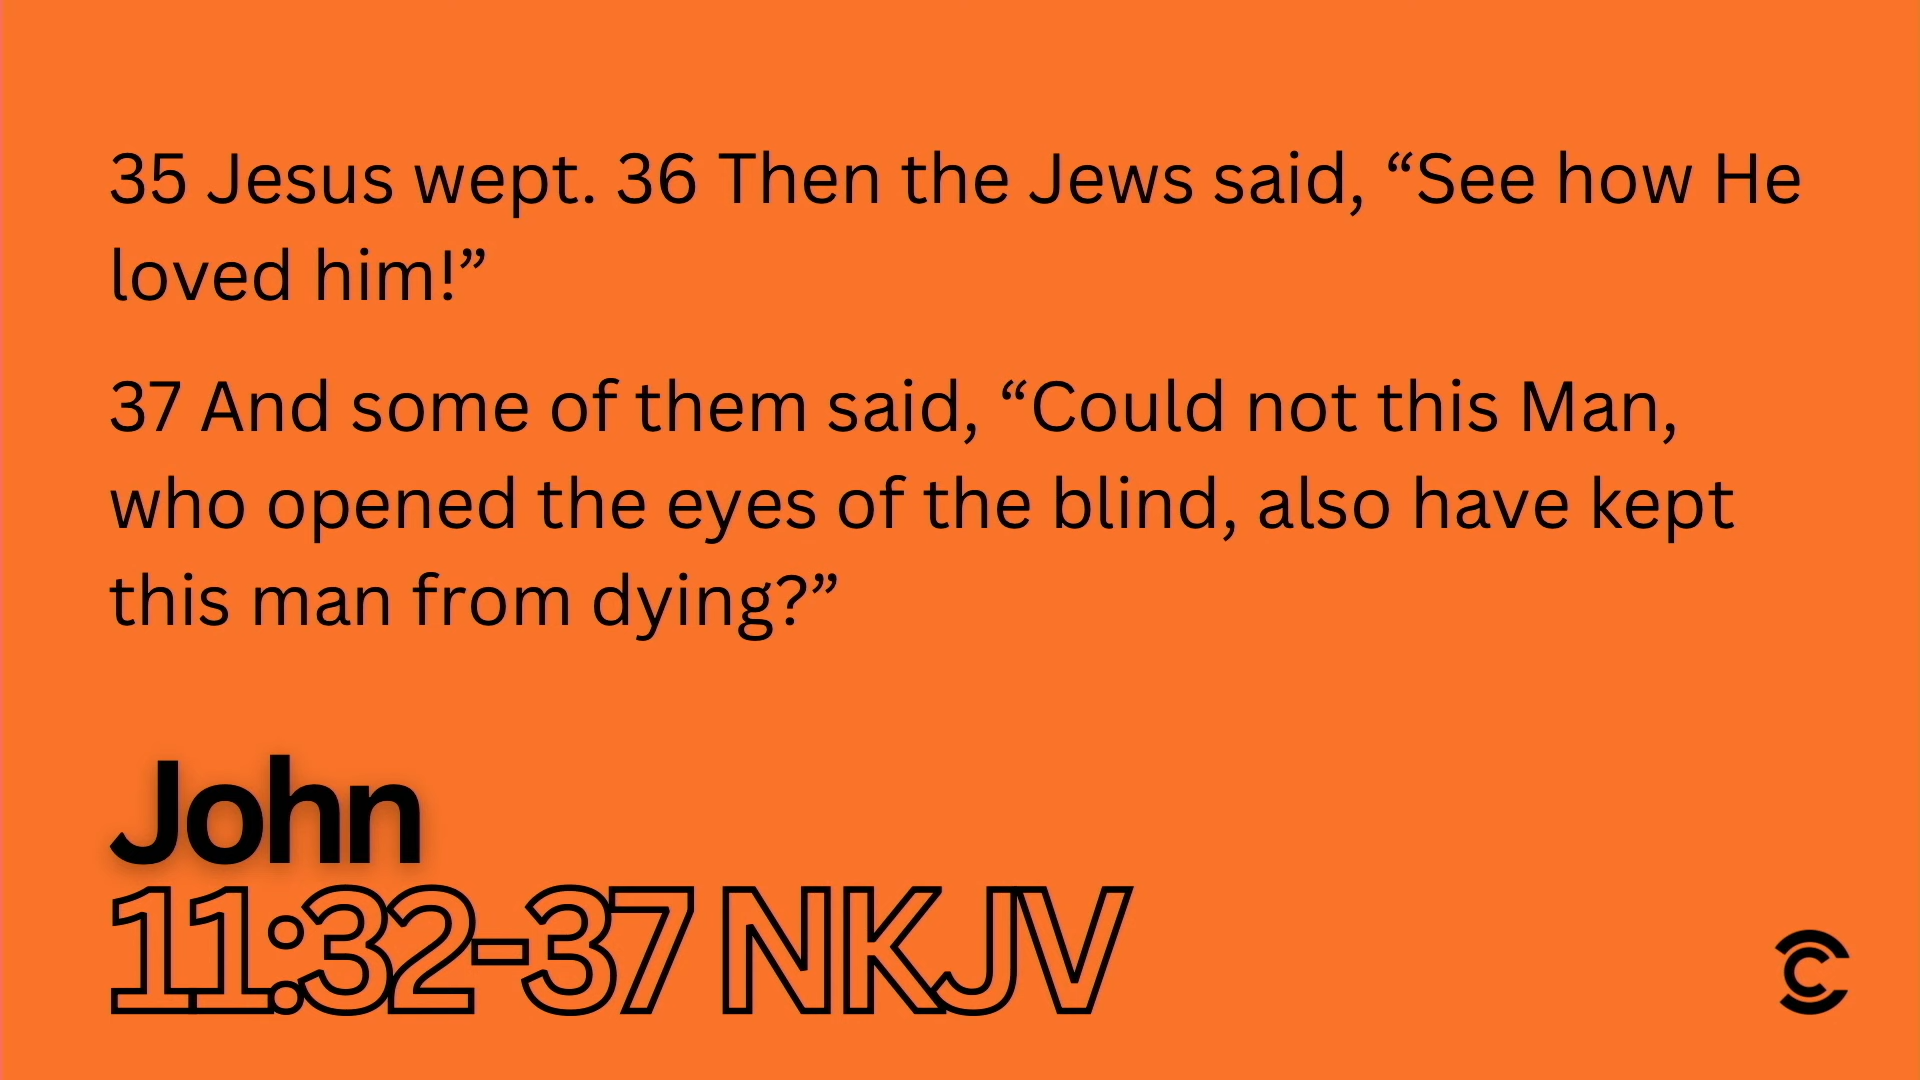 35 Jesus wept. 36 Then the Jews said, “See how He
loved him!”
37 And some of them said, “Could not this Man,
who opened the eyes of the blind, also have kept
this man from dying?”
John
11:32-37 NKJV